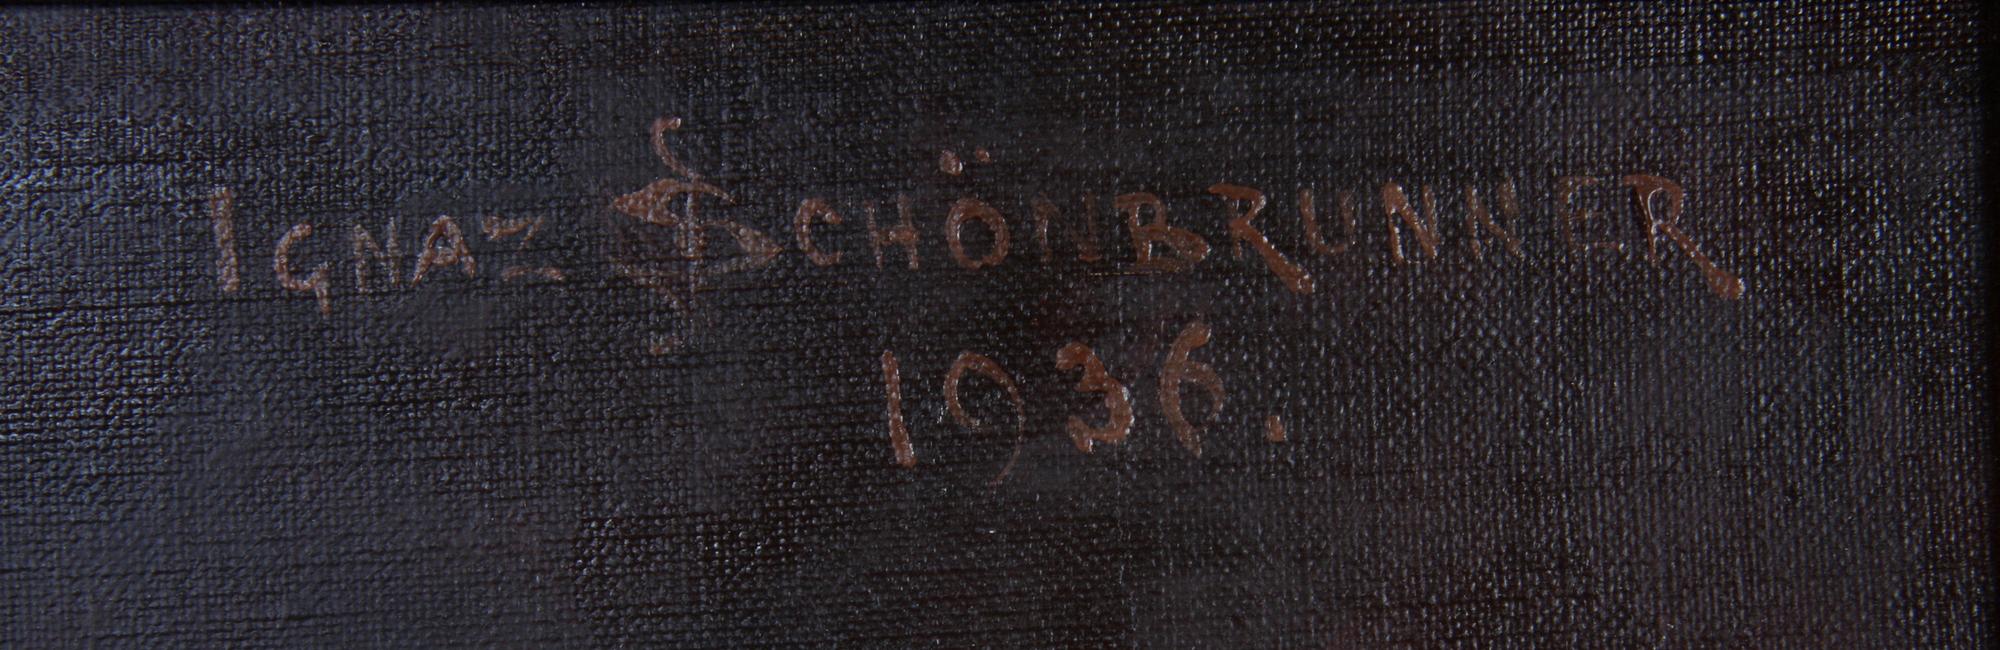 IGNAZ SCHÖNBRUNNER
1936.